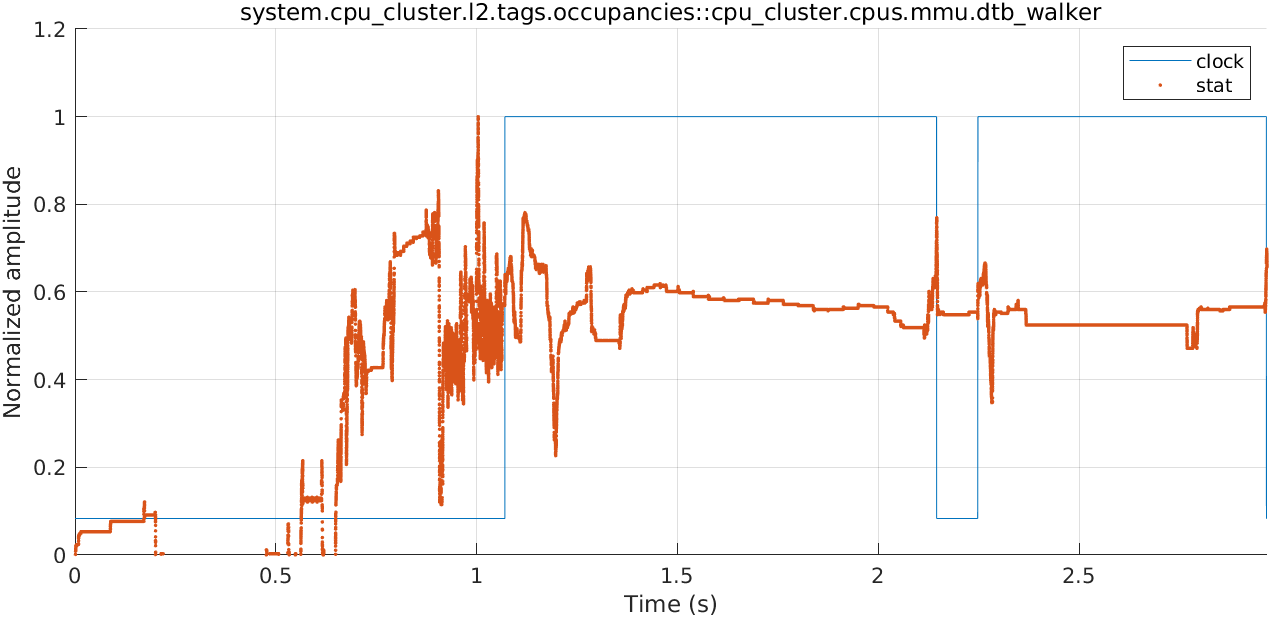 system.cpu_cluster.l2.tags.occupancies::cpu_cluster.cpus.mmu.dtb_walker
1.2
clock
stat
1
0.8
0.6
0.4
0.2
0
Normalized amplitude
0
0.5
1
1.5
2
2.5
Time (s)